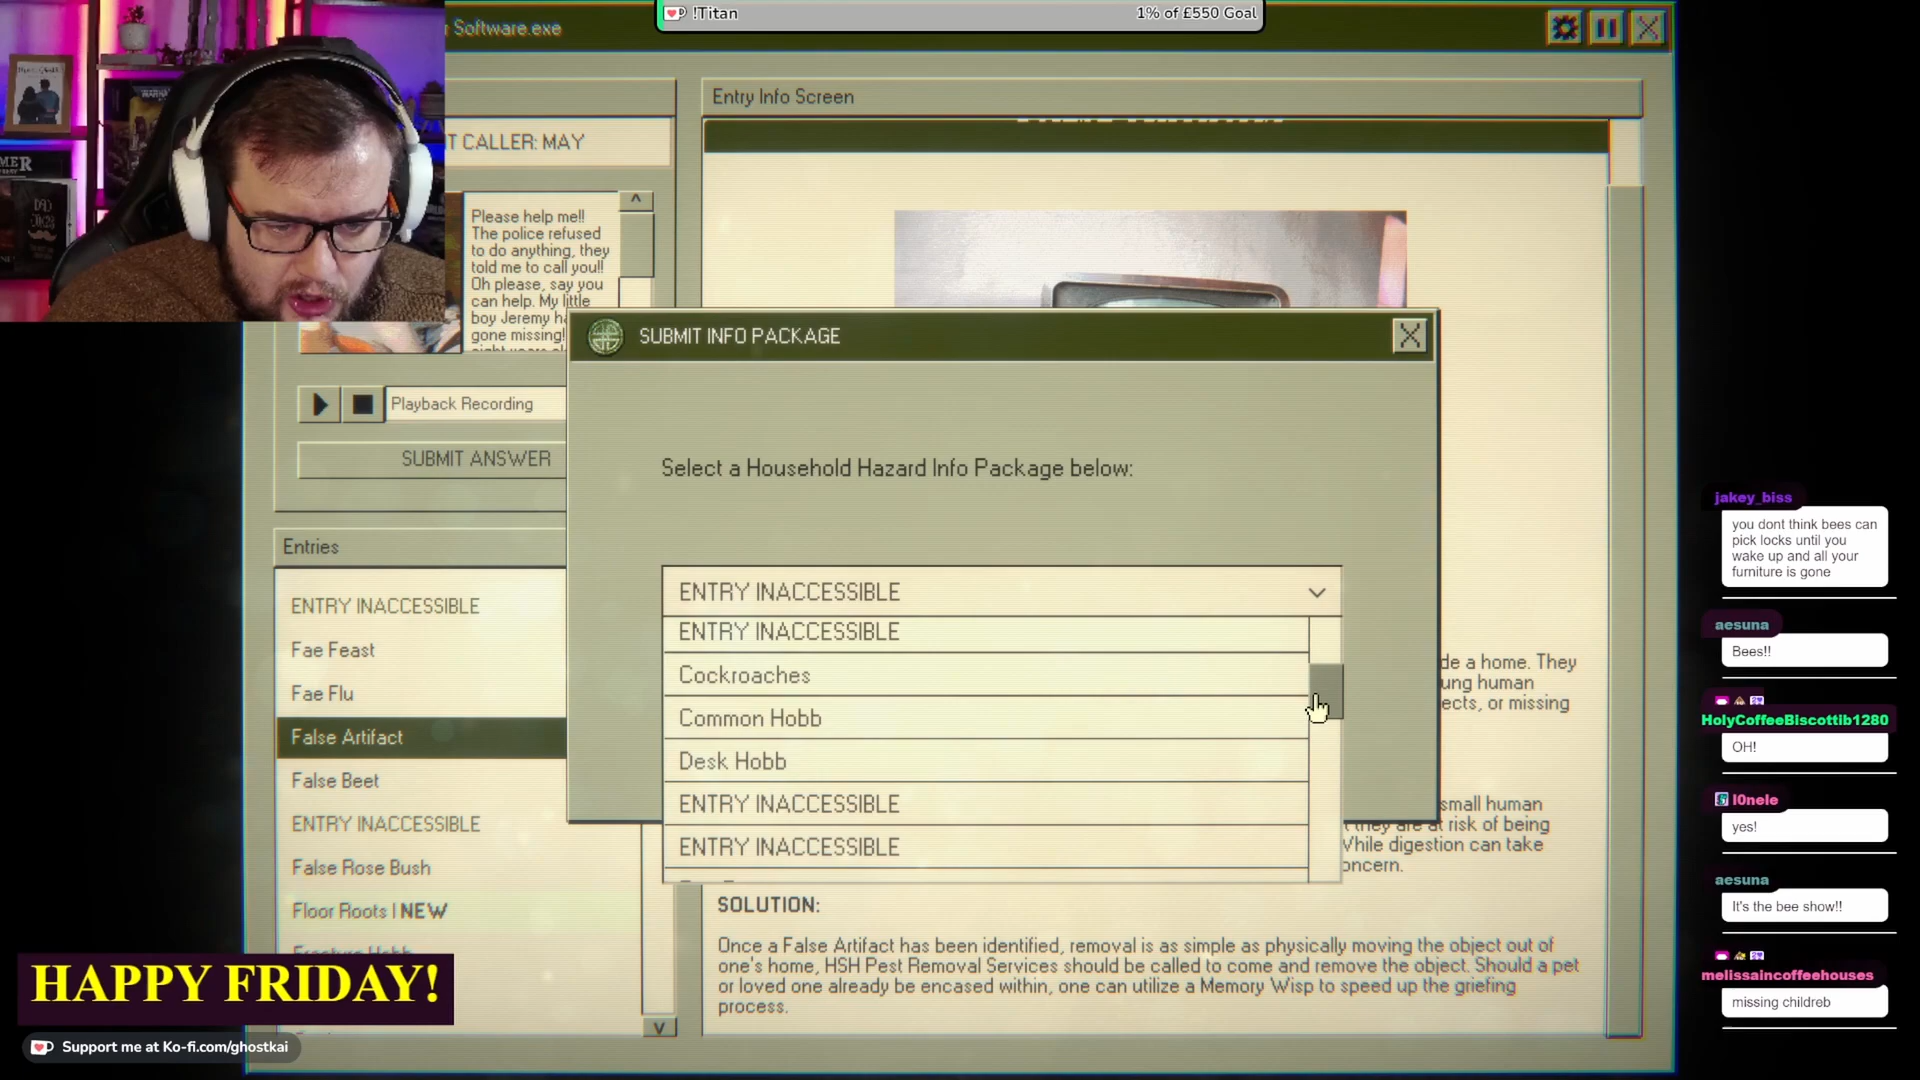 !Titan
1% of £550 Goal
Software.exe
Entry Info Screen
T CALLER: MAY
Please help me!!
The police refused
to do anything, they
told me to call you!!
Oh please, say you
can help. My little
boy Jeremy ha
gone missing!
SUBMIT INFO PACKAGE
Playback Recording
SUBMIT ANSWER
Select a Household Hazard Info Package below:
ENTRY INACCESSIBLE
ENTRY INACCESSIBLE
Cockroaches
Common Hobb
Desk Hobb
ENTRY INACCESSIBLE
ENTRY INACCESSIBLE
Entries
ENTRY INACCESSIBLE
Fae Feast
Fae Flu
False Artifact
False Beet
ENTRY INACCESSIBLE
False Rose Bush
Floor Roots | NEW
de a home. They
ung human
ects, or missing
small human
t they are at risk of being
While digestion can take
oncern.
SOLUTION:
Once a False Artifact has been identified, removal is as simple as physically moving the object out of
one's home, HSH Pest Removal Services should be called to come and remove the object. Should a pet
or loved one already be encased within, one can utilize a Memory Wisp to speed up the griefing
process.
HAPPY FRIDAY!
Support me at Ko-fi.com/ghostkai
jakey_biss
you dont think bees can
pick locks until you
wake up and all your
furniture is gone
aesuna
Bees!!
HolyCoffeeBiscottib1280
OH!
l0nele
yes!
aesuna
It's the bee show!!
melissaincoffeehouses
missing childreb